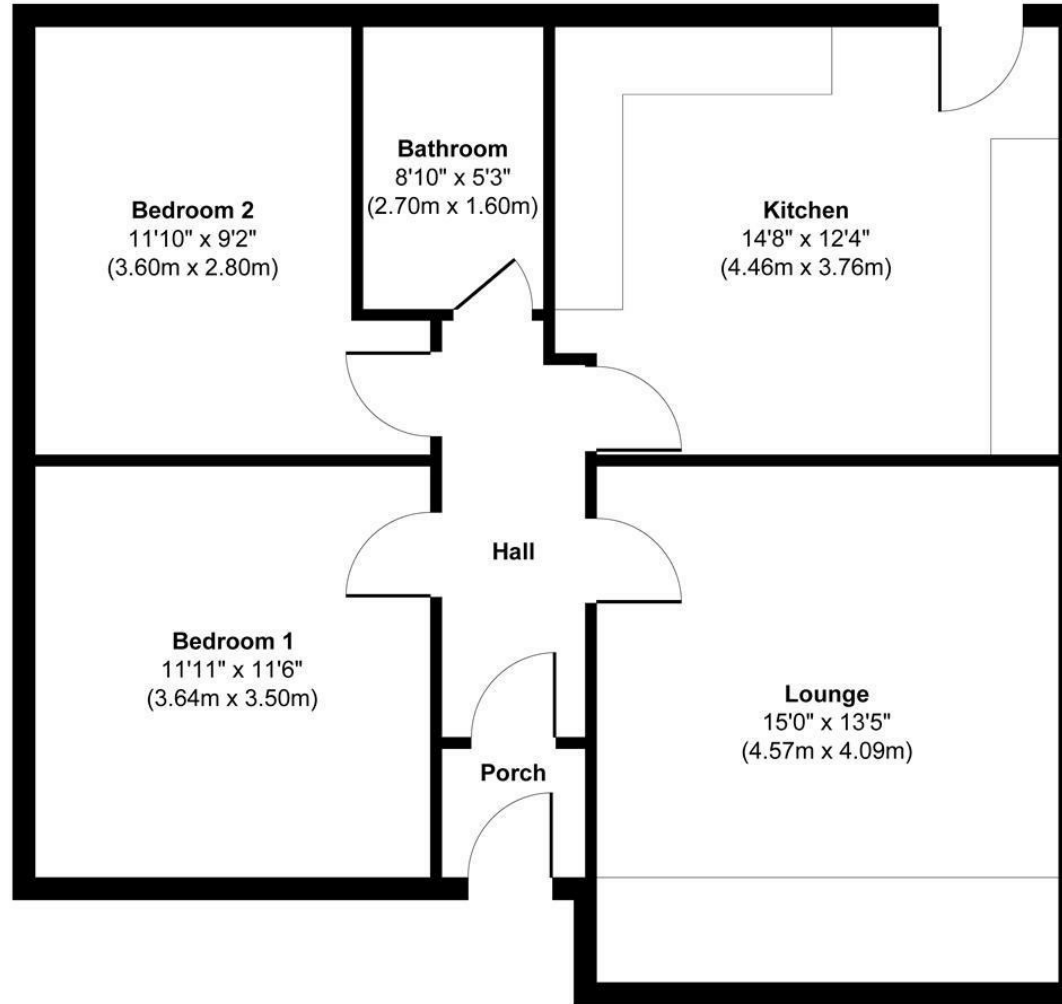 Bathroom
8'10" x 5'3"
(2.70m x 1.60m)
Bedroom 2
11'10" x 9'2"
(3.60m x 2.80m)
Kitchen
14'8" x 12'4"
(4.46m x 3.76m)
Hall
Bedroom 1
11'11" x 11'6"
(3.64m x 3.50m)
Lounge
15'0" x 13'5"
(4.57m x 4.09m)
Porch